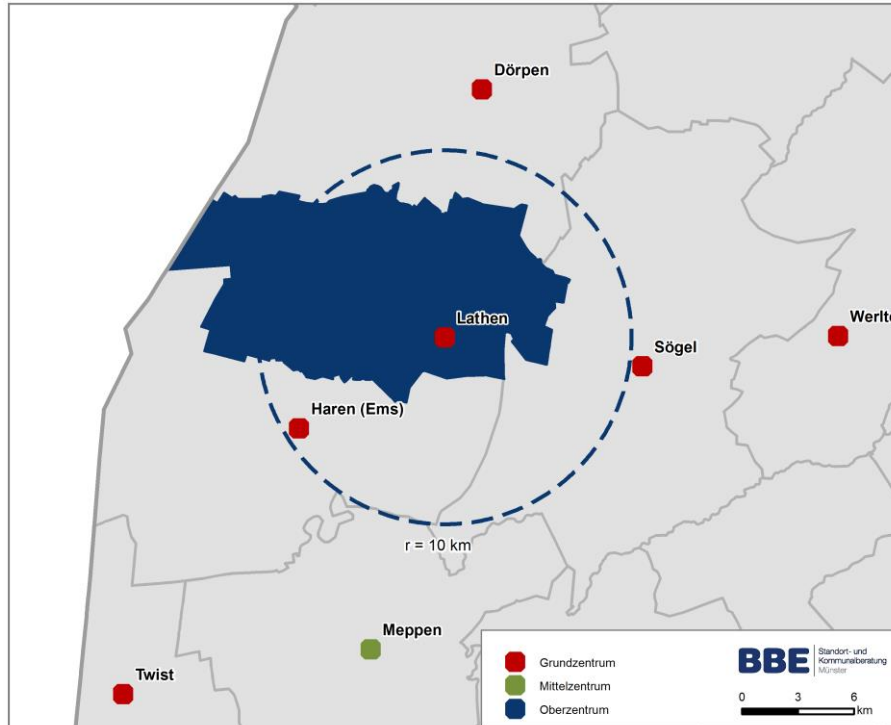 Dörpen
Lathen
Sögel
Haren (Ems)
r = 10 km
Meppen
Twist
Grundzentrum
Mittelzentrum
Oberzentrum
BBE
Standort- und
Kommunalberatung
Münster
0 3 6
km